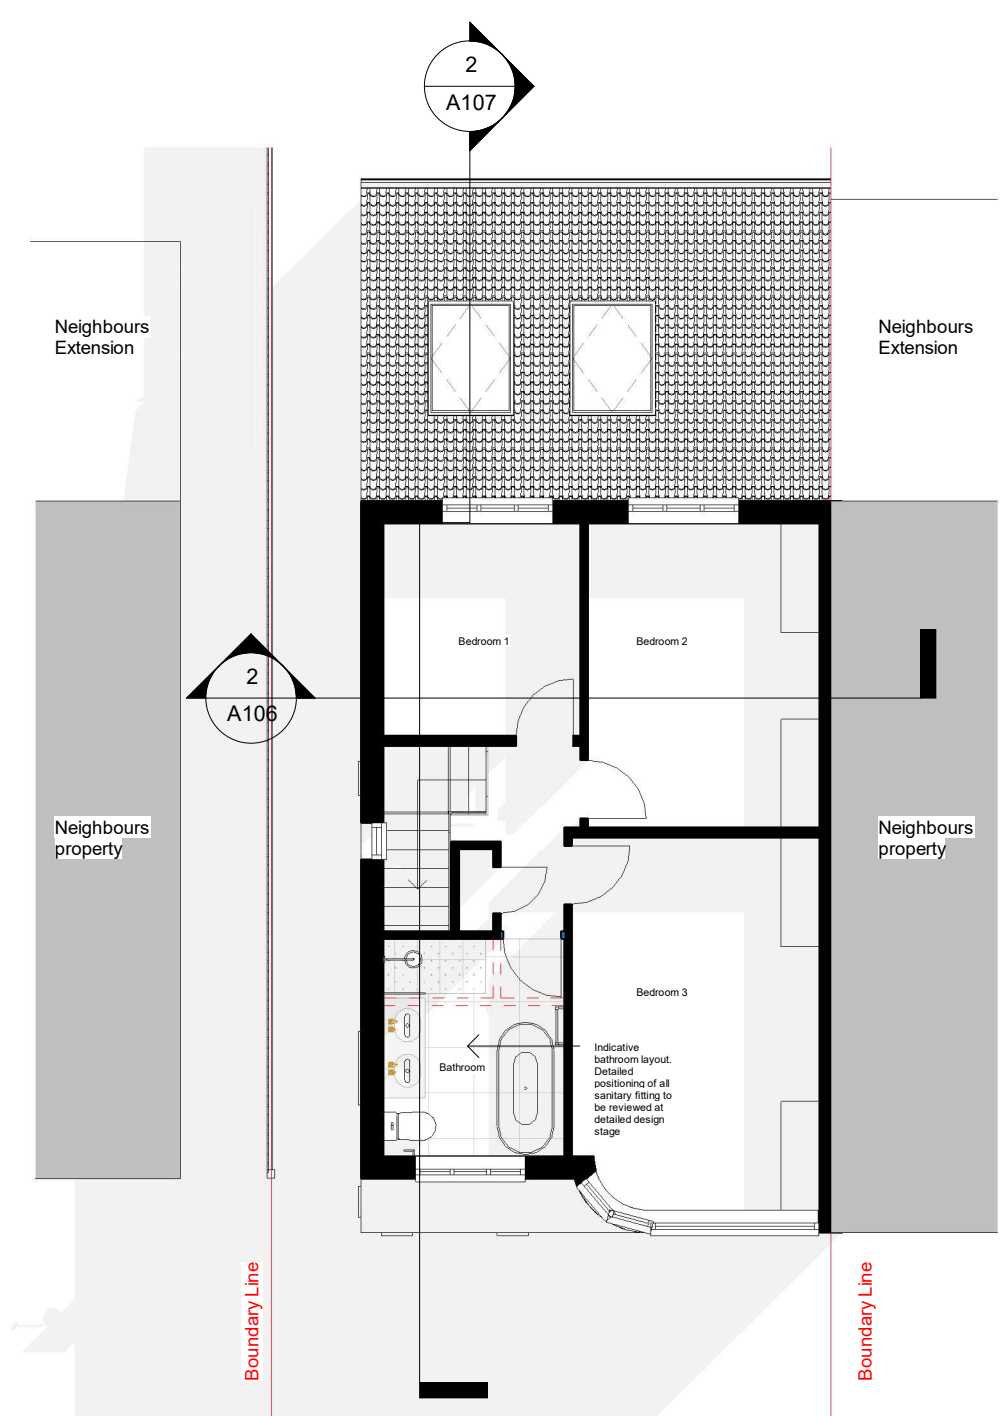 2
A107
Neighbours
Extension
Neighbours
Extension
Bedroom 1
Bedroom 2
2
A106
Neighbours
property
Neighbours
property
Bedroom 3
Bathroom
Indicative
bathroom layout.
Detailed
positioning of all
sanitary fitting to
be reviewed at
detailed design
stage
Boundary Line
Boundary Line